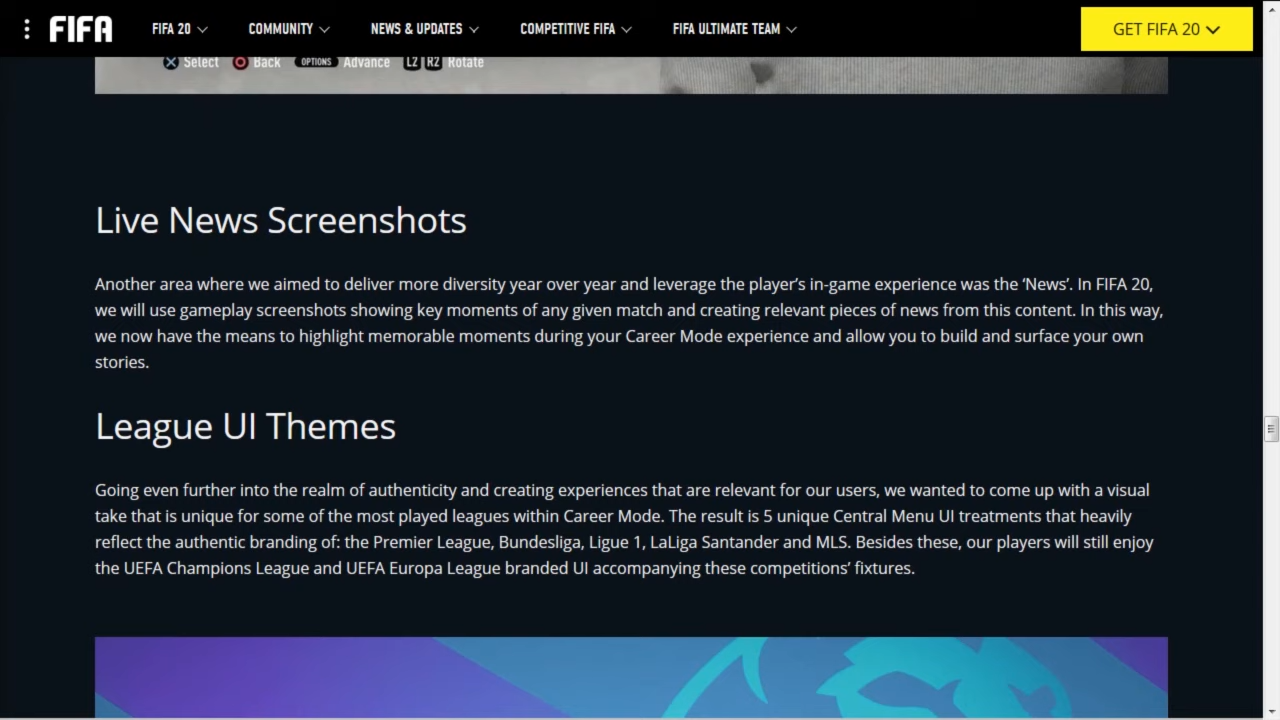 FIFA
FIFA 20
COMMUNITY
NEWS & UPDATES
COMPETITIVE FIFA
FIFA ULTIMATE TEAM
GET FIFA 20
Select Back OPTIONS Advance L2 R2 Rotate
Live News Screenshots
Another area where we aimed to deliver more diversity year over year and leverage the player’s in-game experience was the ‘News’. In FIFA 20,
we will use gameplay screenshots showing key moments of any given match and creating relevant pieces of news from this content. In this way,
we now have the means to highlight memorable moments during your Career Mode experience and allow you to build and surface your own
stories.
League UI Themes
Going even further into the realm of authenticity and creating experiences that are relevant for our users, we wanted to come up with a visual
take that is unique for some of the most played leagues within Career Mode. The result is 5 unique Central Menu UI treatments that heavily
reflect the authentic branding of: the Premier League, Bundesliga, Ligue 1, LaLiga Santander and MLS. Besides these, our players will still enjoy
the UEFA Champions League and UEFA Europa League branded UI accompanying these competitions’ fixtures.